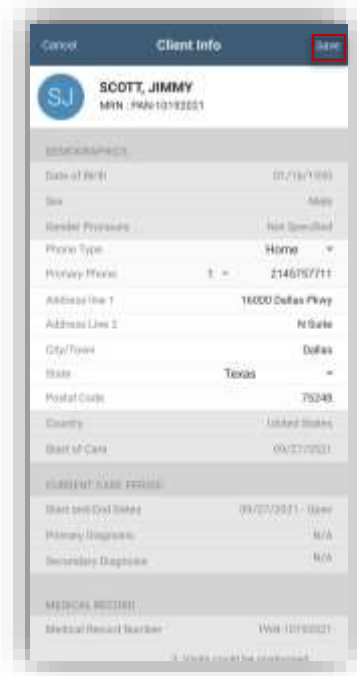 Cancel Client Info Save
SJ
SCOTT, JIMMY
MRN : PAN-10192021
DEMOGRAPHICS
Date of Birth
Sex Male
Gender Pronouns Not Specified
Phone Type Home
Primary Phone 1 2145757711
Address line 1 16000 Dallas Pkwy
Address Line 2 N Suite
City/Town Dallas
State Texas
Postal Code 75248
Country United States
Start of Care 09/27/2021
CURRENT CARE PERIOD
Start and End Dates 09/27/2021 - Open
Primary Diagnosis N/A
Secondary Diagnosis N/A
MEDICAL RECORD
Medical Record Number PAN-10192021